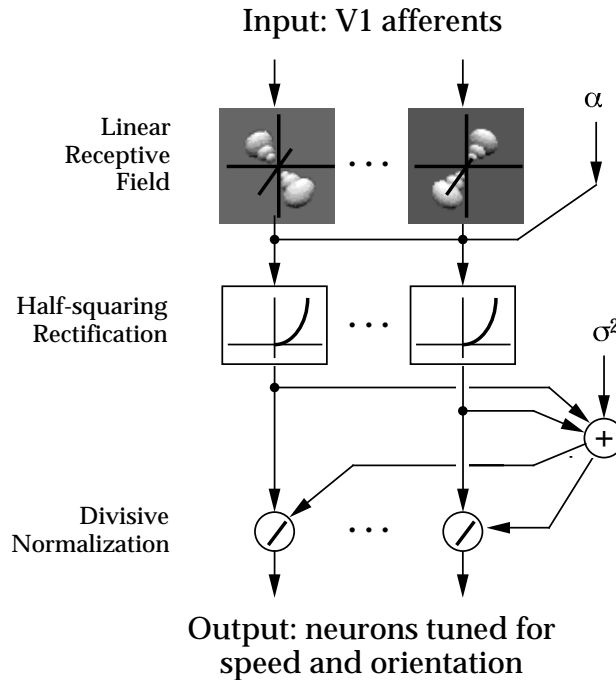 Input: V1 afferents
α
Linear
Receptive
Field
. . .
Half-squaring
Rectification
. . .
σ²
+
Divisive
Normalization
. . .
Output: neurons tuned for
speed and orientation